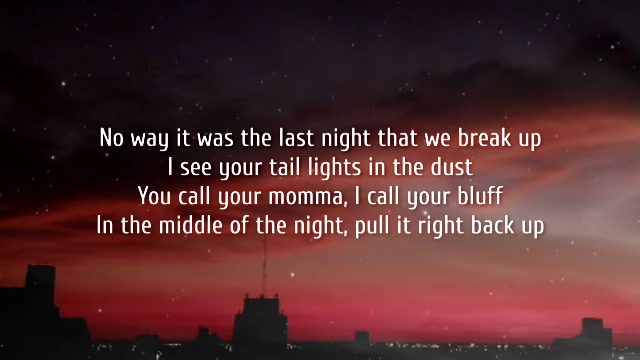 No way it was the last night that we break up
I see your tail lights in the dust
You call your momma, I call your bluff
In the middle of the night, pull it right back up